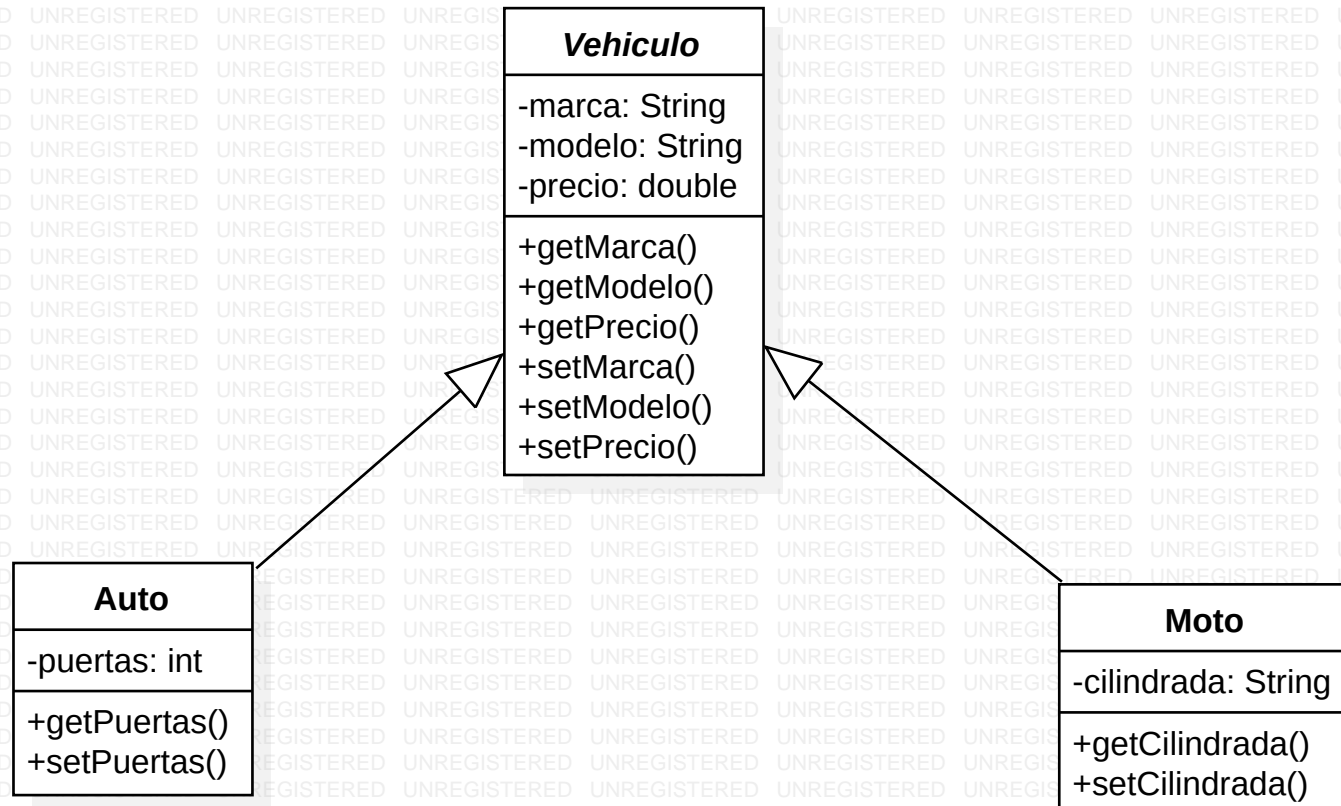 Vehiculo
-marca: String
-modelo: String
-precio: double
+getMarca()
+getModelo()
+getPrecio()
+setMarca()
+setModelo()
+setPrecio()
Auto
-puertas: int
+getPuertas()
+setPuertas()
Moto
-cilindrada: String
+getCilindrada()
+setCilindrada()
UNREGISTERED